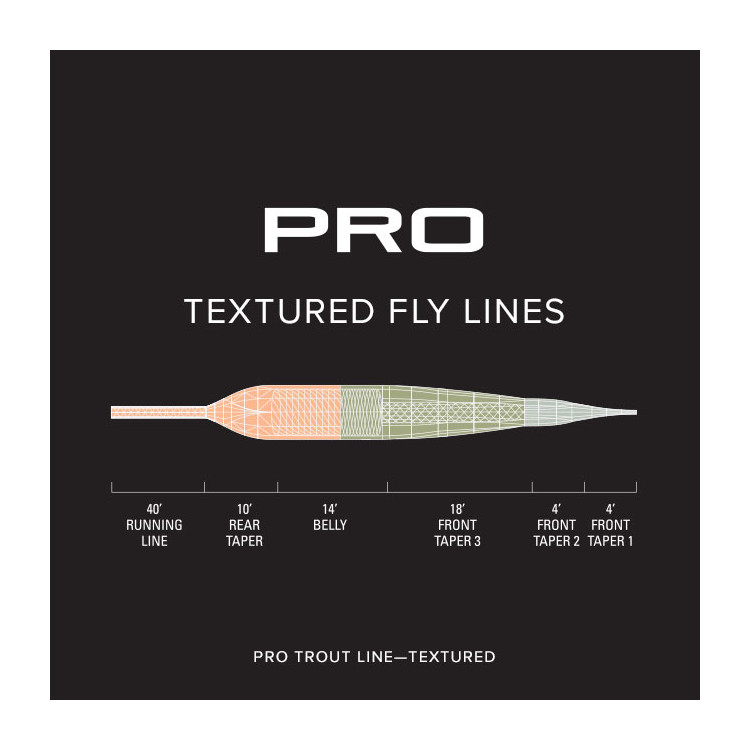 PRO
TEXTURED FLY LINES
40′ 10′ 14′ 18′ 4′ 4′
RUNNING REAR BELLY FRONT FRONT FRONT
LINE TAPER TAPER 3 TAPER 2 TAPER 1
PRO TROUT LINE—TEXTURED